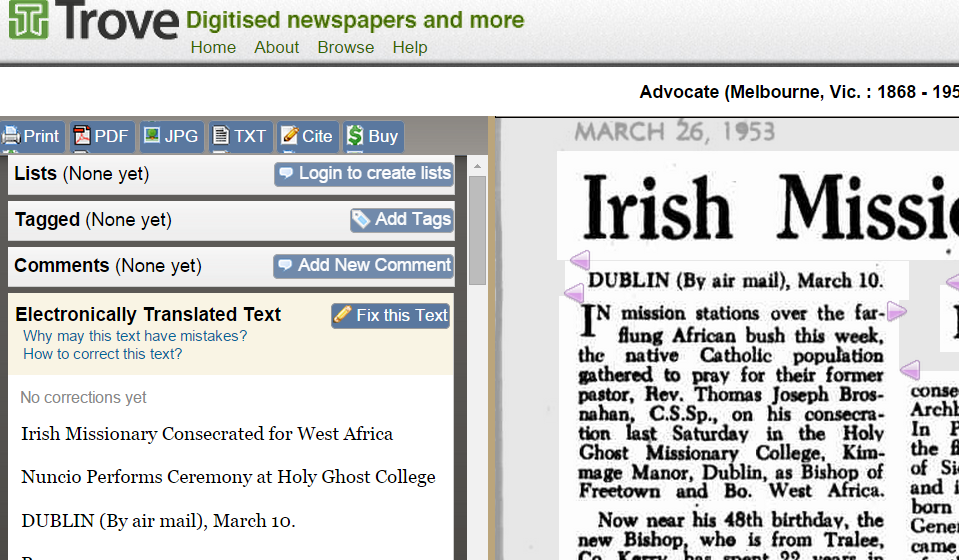 Trove Digitised newspapers and more
Home About Browse Help
Advocate (Melbourne, Vic. : 1868 - 195
Print PDF JPG TXT Cite Buy
Lists (None yet) Login to create lists
Tagged (None yet) Add Tags
Comments (None yet) Add New Comment
Electronically Translated Text Fix this Text
Why may this text have mistakes?
How to correct this text?
No corrections yet
Irish Missionary Consecrated for West Africa
Nuncio Performs Ceremony at Holy Ghost College
DUBLIN (By air mail), March 10.
MARCH 26, 1953
Irish Missi
DUBLIN (By air mail), March 10.
IN mission stations over the far-
flung African bush this week,
the native Catholic population
gathered to pray for their former
pastor, Rev. Thomas Joseph Bros-
nahan, C.S.Sp., on his consecra-
tion last Saturday in the Holy
Ghost Missionary College, Kim-
mage Manor, Dublin, as Bishop of
Freetown and Bo. West Africa.
Now near his 48th birthday, the
new Bishop, who is from Tralee,
Co. Kerry, has spent 22 years in
conse
Archb
In P
the fl
of Si
and i
born
Gener
came